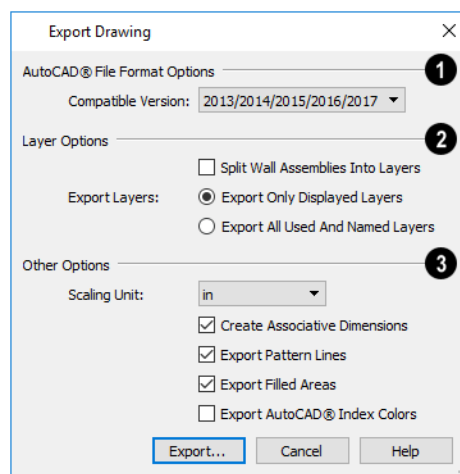 Export Drawing
AutoCAD® File Format Options 1
Compatible Version: 2013/2014/2015/2016/2017
Layer Options 2
Split Wall Assemblies Into Layers
Export Layers: Export Only Displayed Layers
Export All Used And Named Layers
Other Options 3
Scaling Unit: in
Create Associative Dimensions
Export Pattern Lines
Export Filled Areas
Export AutoCAD® Index Colors
Export... Cancel Help